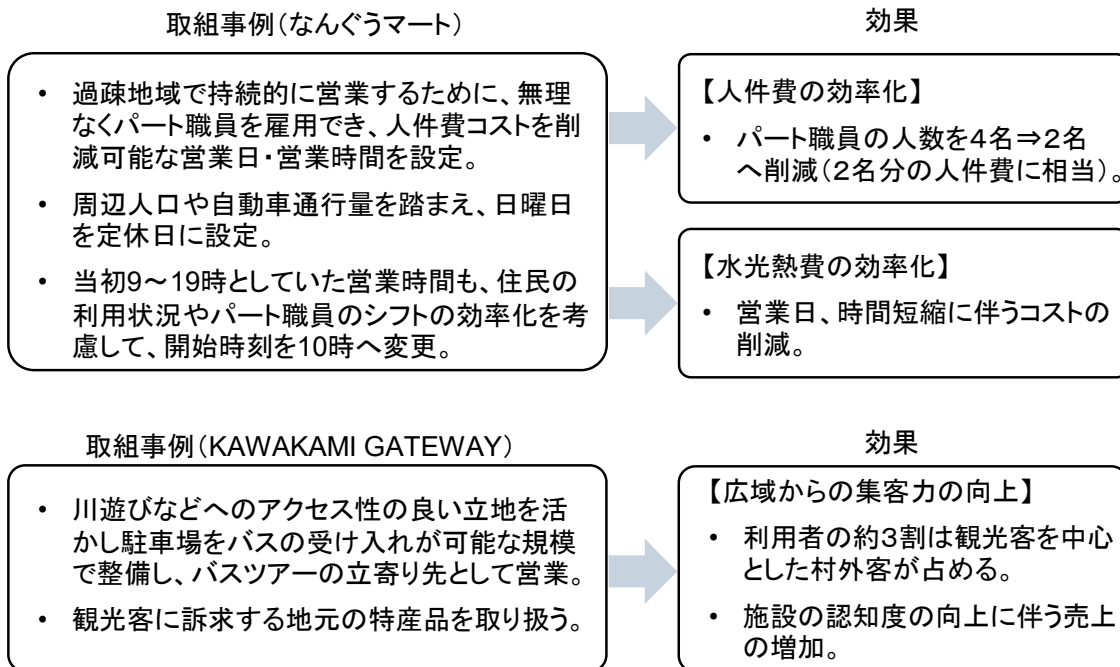 取組事例(なんぐうマート)
効果
• 過疎地域で持続的に営業するために、無理
なくパート職員を雇用でき、人件費コストを削
減可能な営業日・営業時間を設定。
• 周辺人口や自動車通行量を踏まえ、日曜日
を定休日に設定。
• 当初9～19時としていた営業時間も、住民の
利用状況やパート職員のシフトの効率化を考
慮して、開始時刻を10時へ変更。
【人件費の効率化】
• パート職員の人数を4名⇒2名
へ削減(2名分の人件費に相当)。
【水光熱費の効率化】
• 営業日、時間短縮に伴うコストの
削減。
取組事例(KAWAKAMI GATEWAY)
効果
• 川遊びなどへのアクセス性の良い立地を活
かし駐車場をバスの受け入れが可能な規模
で整備し、バスツアーの立寄り先として営業。
• 観光客に訴求する地元の特産品を取り扱う。
【広域からの集客力の向上】
• 利用者の約3割は観光客を中心
とした村外客が占める。
• 施設の認知度の向上に伴う売上
の増加。